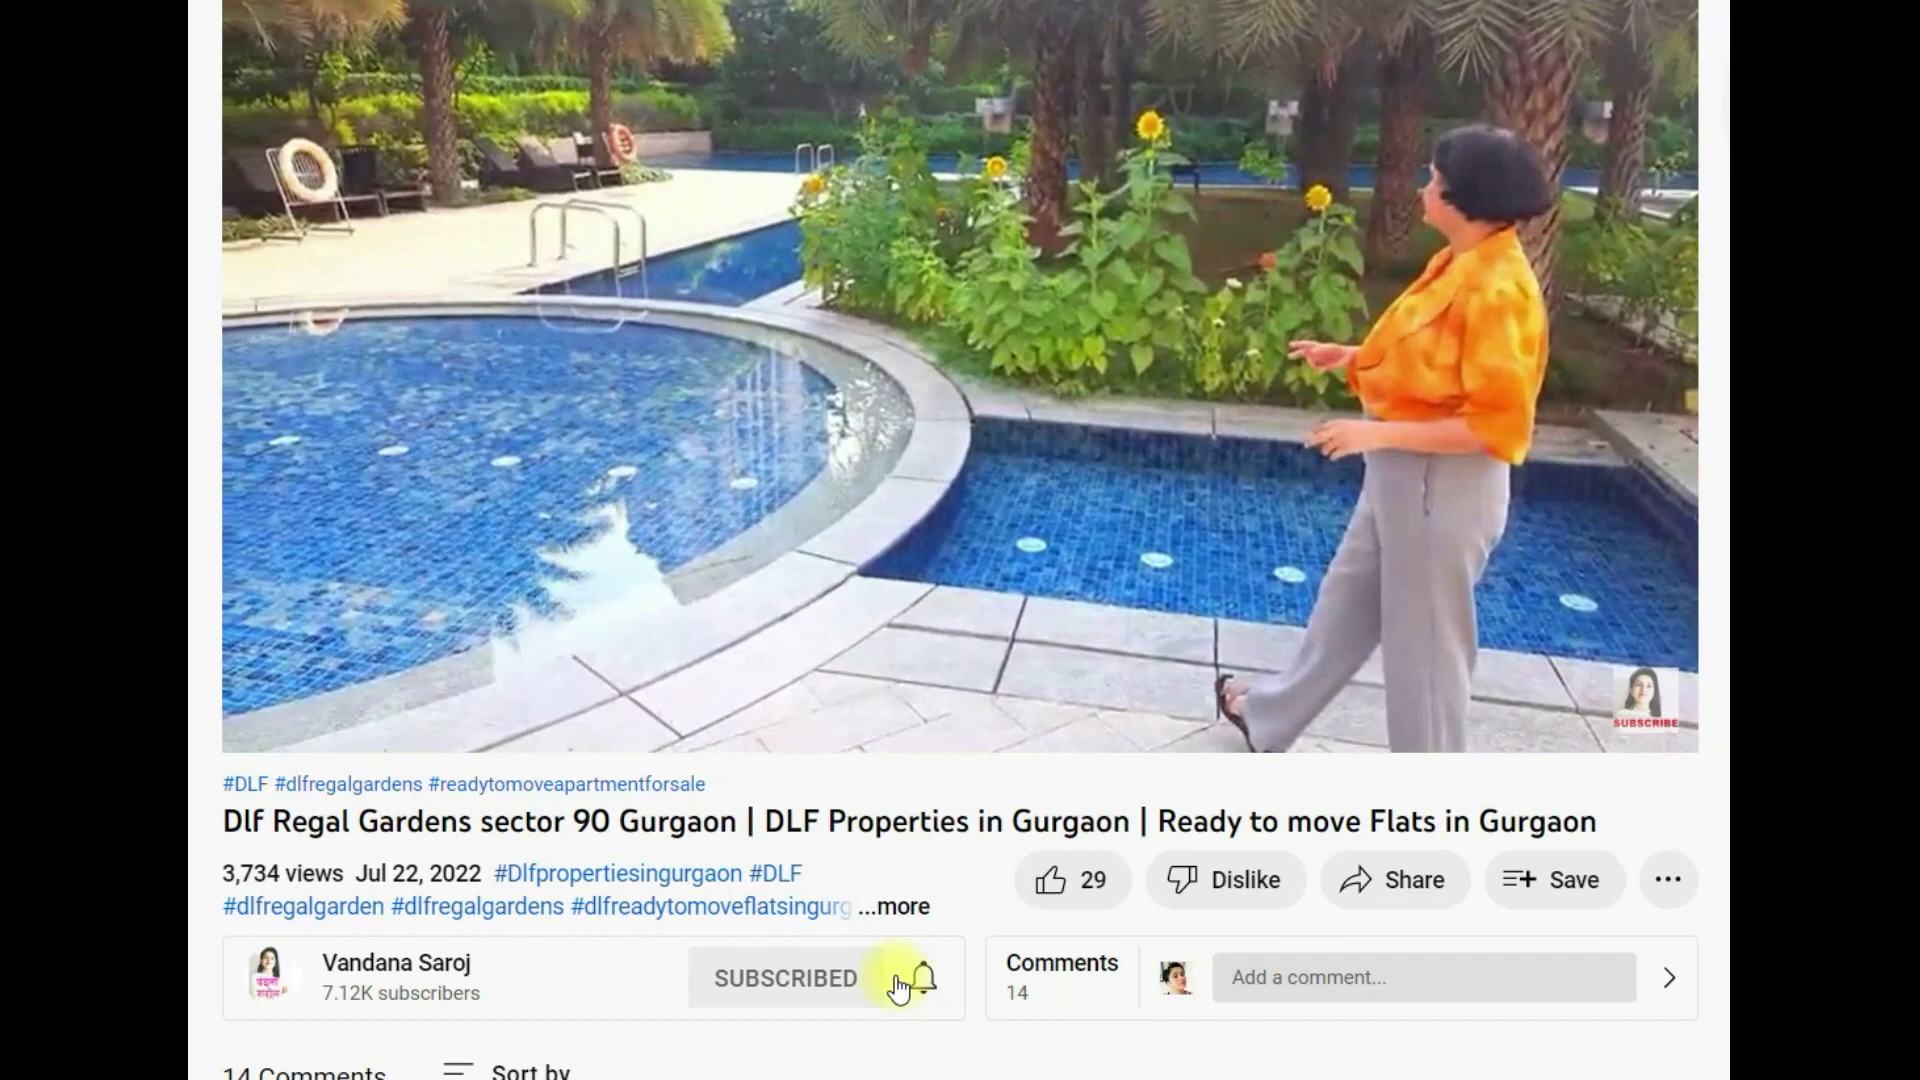 SUBSCRIBE
#DLF #dlfregalgardens #readytomoveapartmentforsale
Dlf Regal Gardens sector 90 Gurgaon | DLF Properties in Gurgaon | Ready to move Flats in Gurgaon
3,734 views Jul 22, 2022 #Dlfpropertiesingurgaon #DLF
#dlfregalgarden #dlfregalgardens #dlfreadytomoveflatsingurg ...more
29 Dislike Share Save
वंदना
सरोज
Vandana Saroj
7.12K subscribers
SUBSCRIBED
Comments
14
Add a comment...
14 Comments Sort by